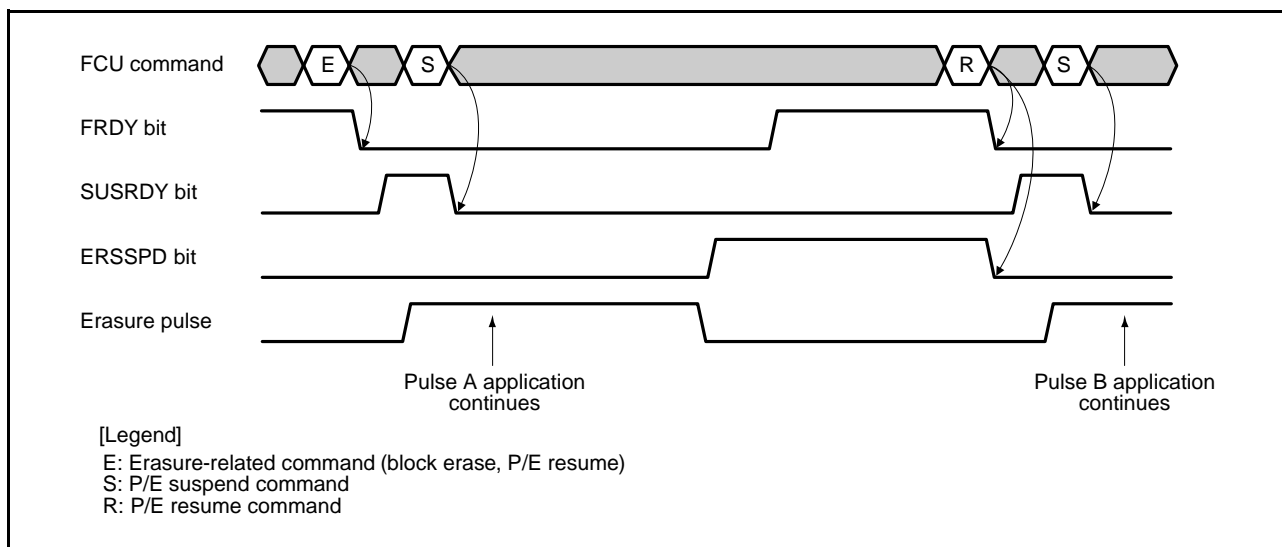 FCU command
E
S
R
S
FRDY bit
SUSRDY bit
ERSSPD bit
Erasure pulse
Pulse A application
continues
Pulse B application
continues
[Legend]
E: Erasure-related command (block erase, P/E resume)
S: P/E suspend command
R: P/E resume command